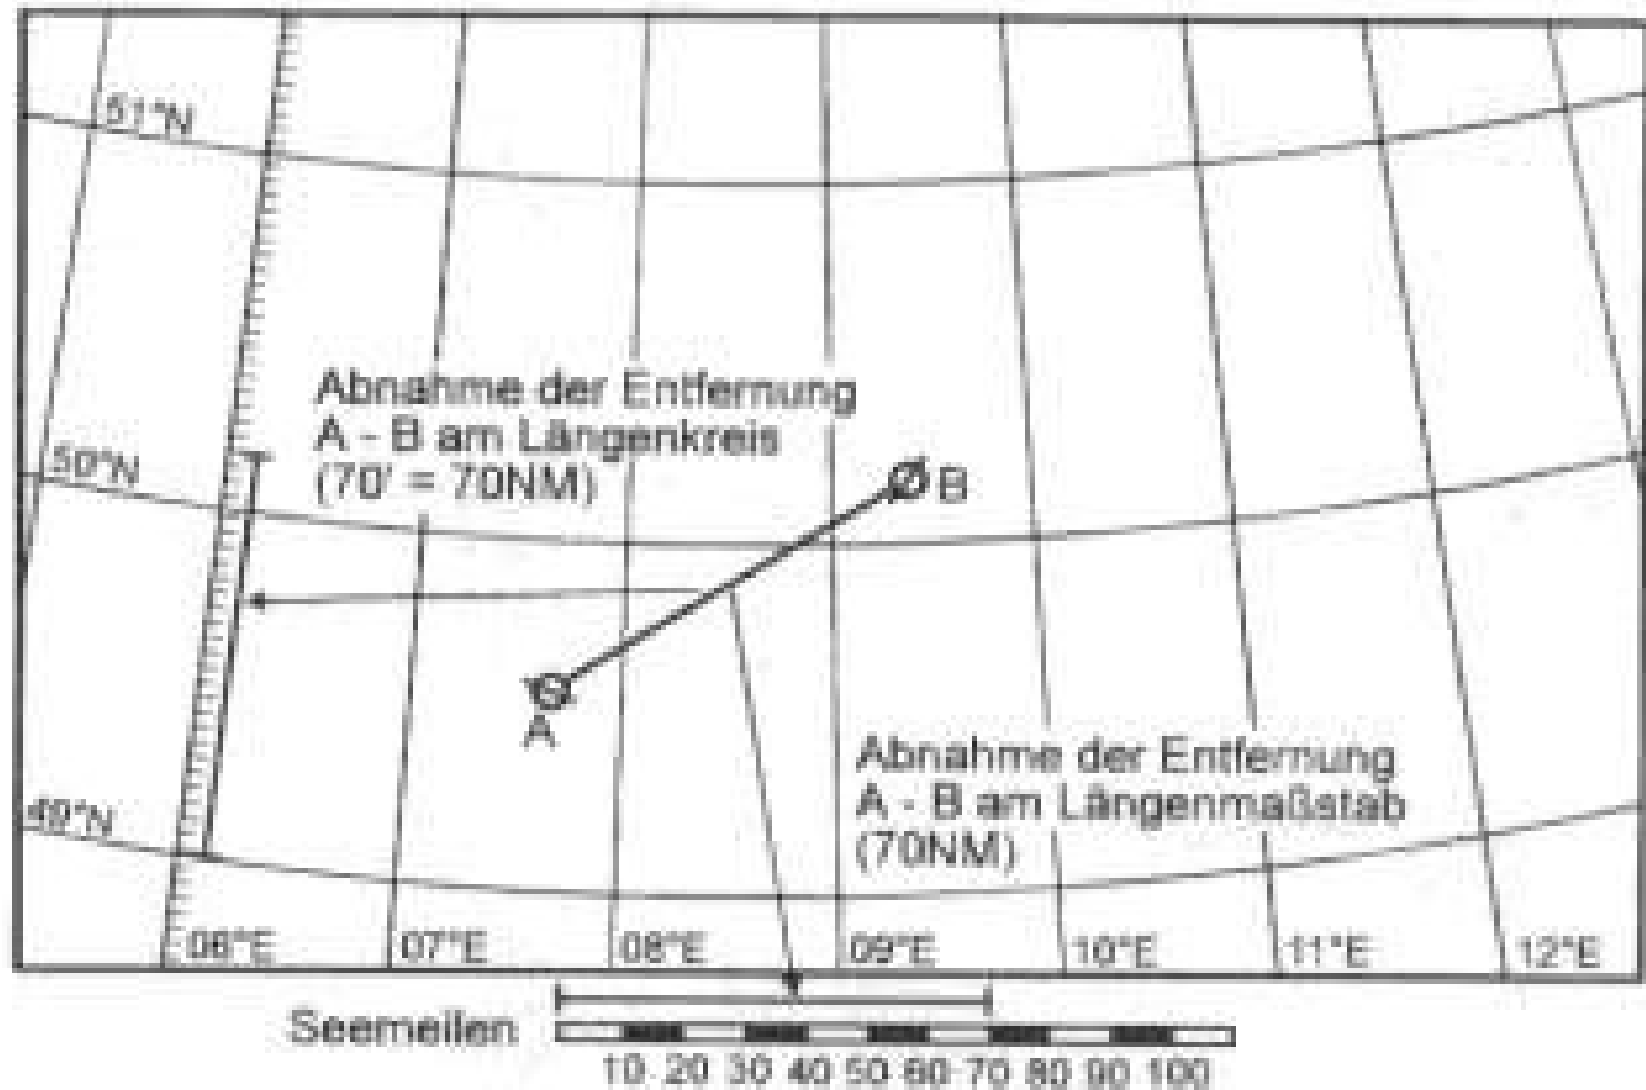 51°N
Abnahme der Entfernung
A - B am Längenkreis
(70' = 70NM)
50°N
B
A
Abnahme der Entfernung
A - B am Längenmaßstab
(70NM)
49°N
06°E 07°E 08°E 09°E 10°E 11°E 12°E
Seemeilen
10 20 30 40 50 60 70 80 90 100